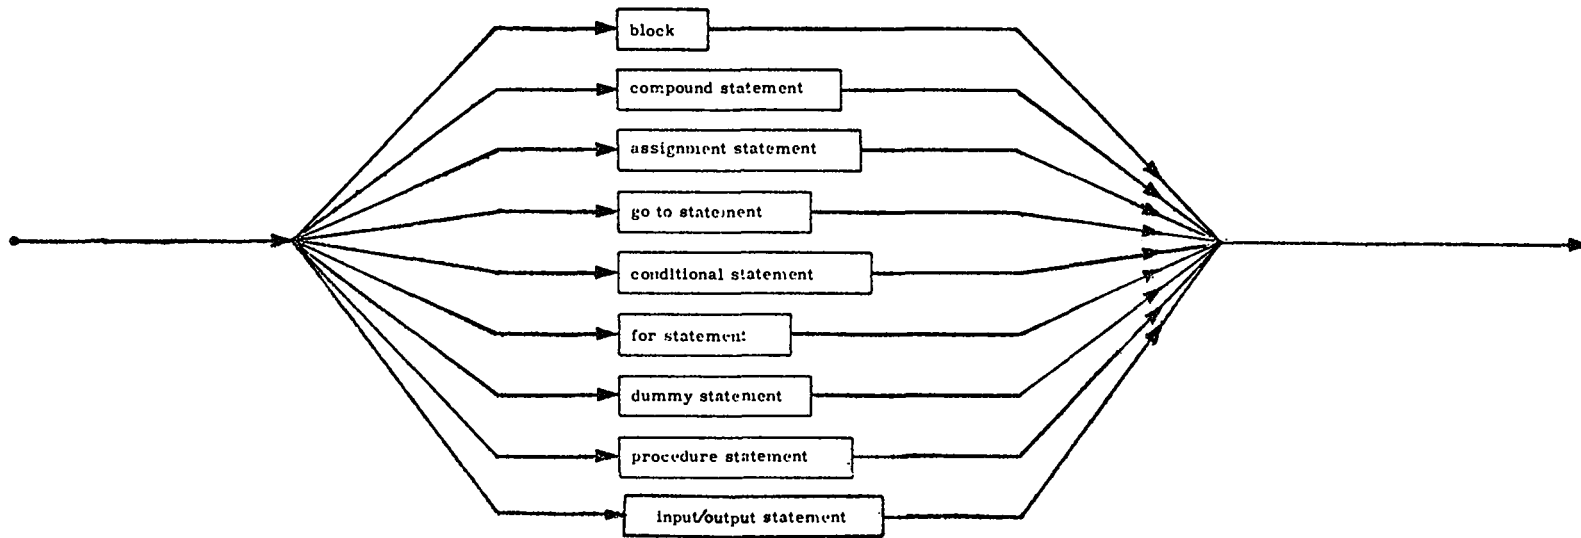 block
compound statement
assignment statement
go to statement
conditional statement
for statement
dummy statement
procedure statement
input/output statement